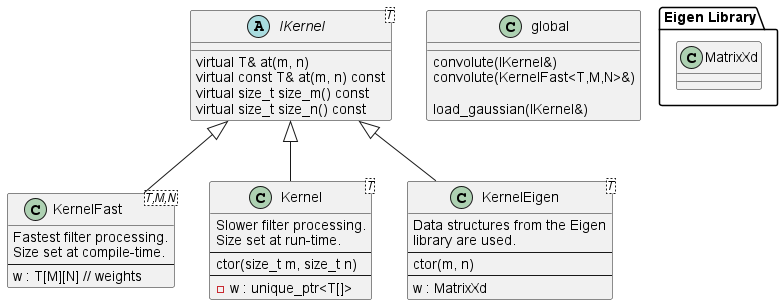 A IKernel T
virtual T& at(m, n)
virtual const T& at(m, n) const
virtual size_t size_m() const
virtual size_t size_n() const
C global
convolute(IKernel&)
convolute(KernelFast<T,M,N>&)
load_gaussian(IKernel&)
Eigen Library
C MatrixXd
C KernelFast T,M,N
Fastest filter processing.
Size set at compile-time.
w : T[M][N] // weights
C Kernel T
Slower filter processing.
Size set at run-time.
ctor(size_t m, size_t n)
w : unique_ptr<T[]>
C KernelEigen T
Data structures from the Eigen
library are used.
ctor(m, n)
w : MatrixXd